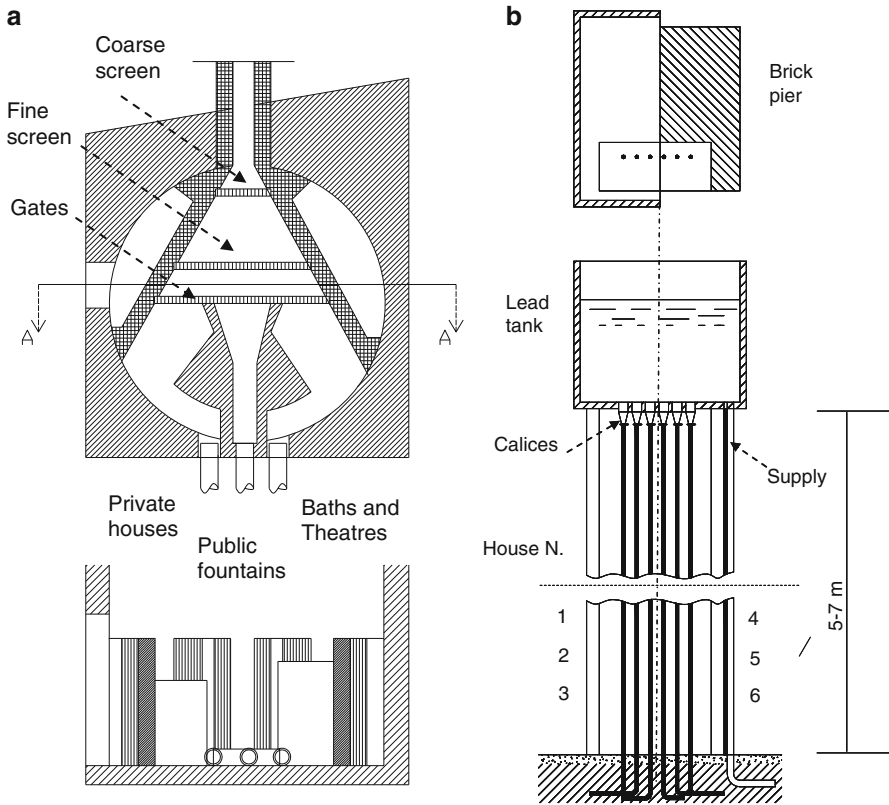 a
Coarse
screen
Fine
screen
Gates
A
A
Private
houses
Public
fountains
Baths and
Theatres
b
Brick
pier
Lead
tank
Calices
Supply
House N.
1
2
3
4
5
6
5-7 m